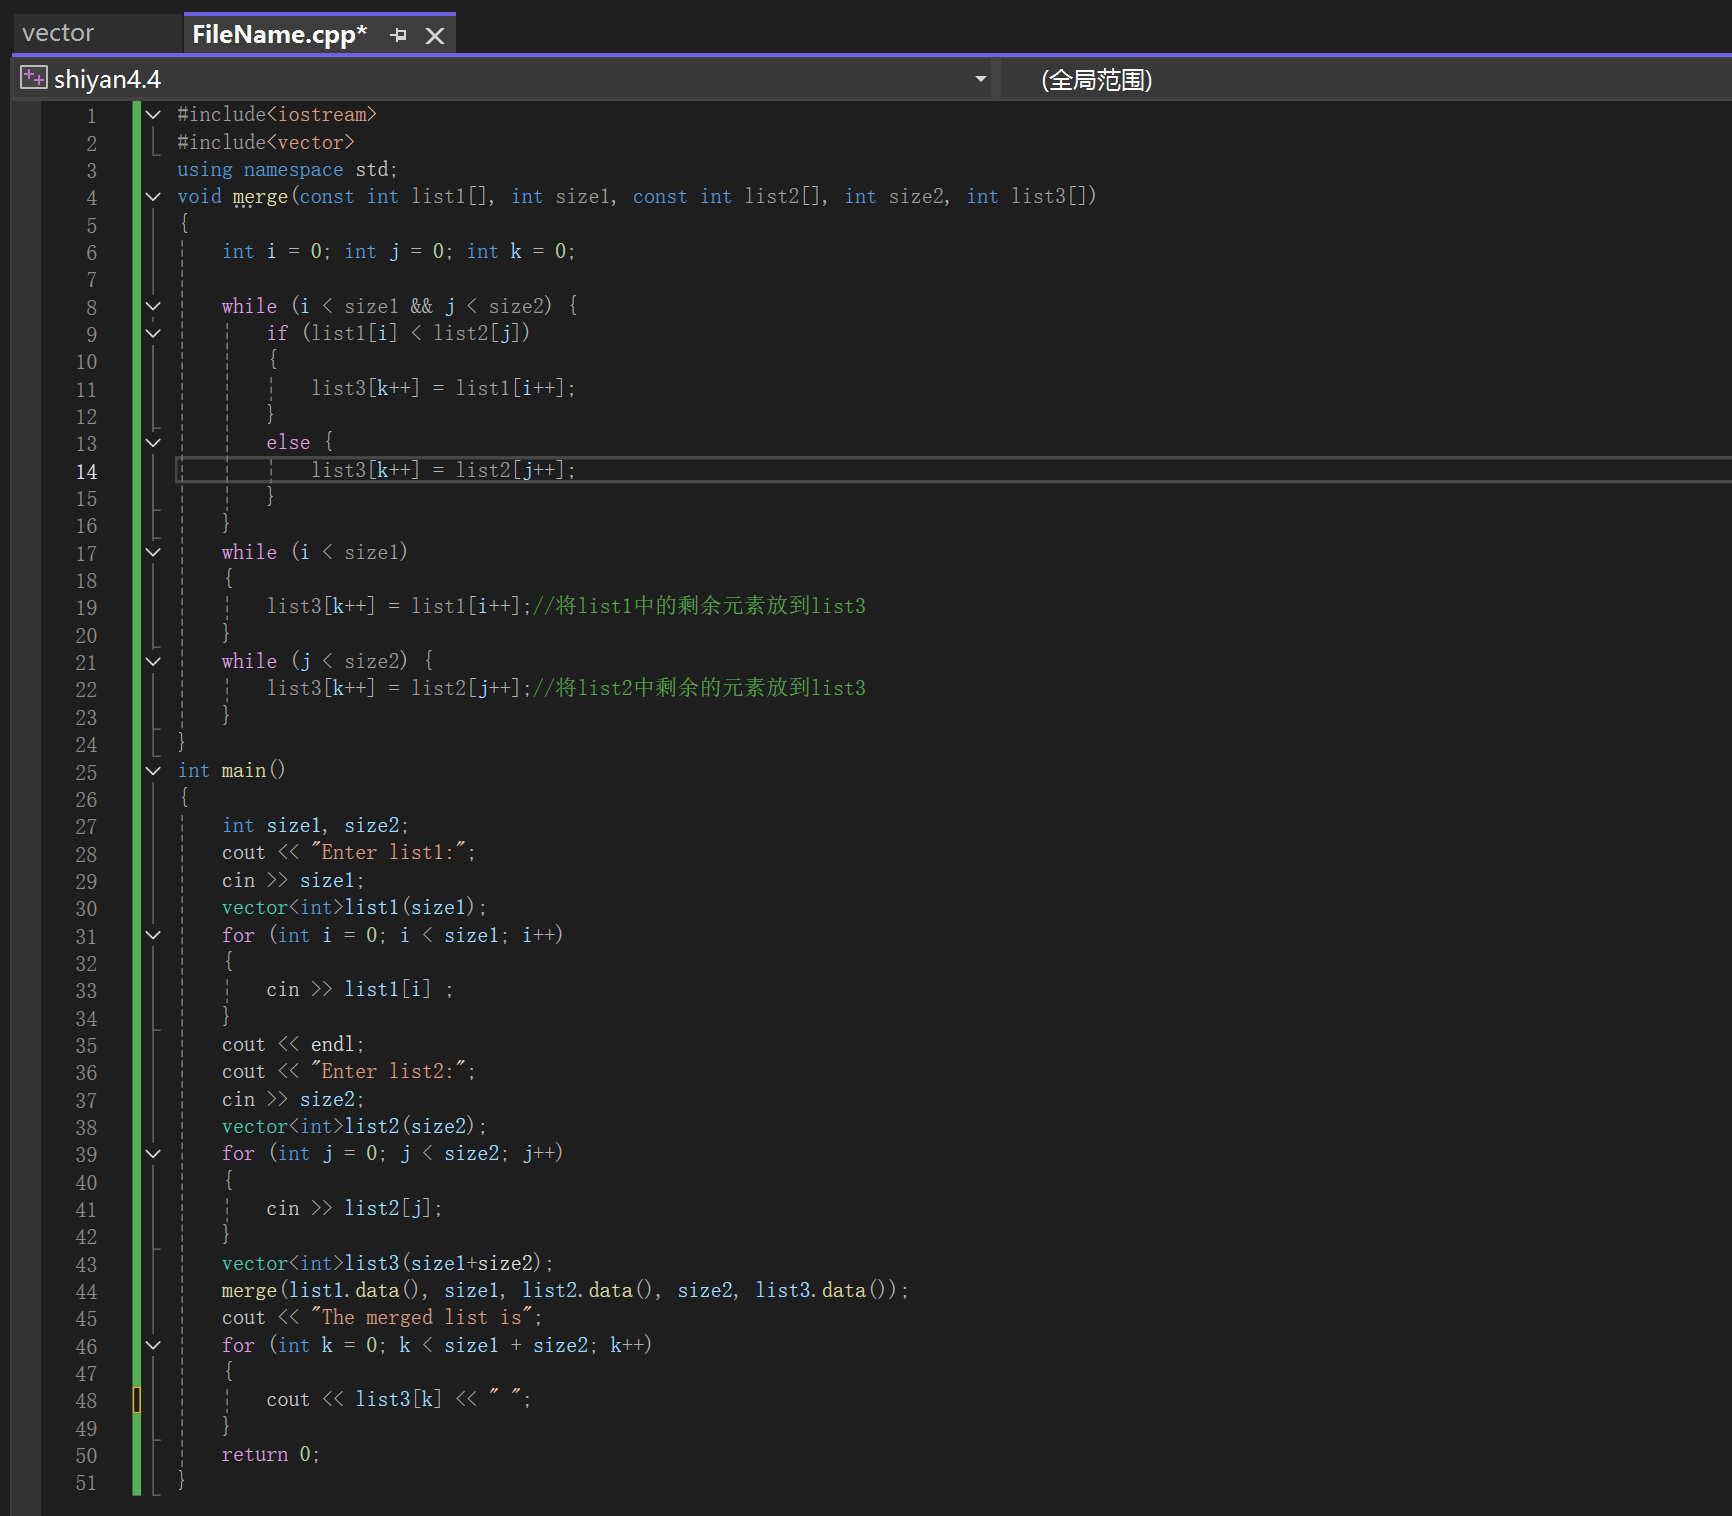 vector
FileName.cpp*
shiyan4.4
(全局范围)
1 #include<iostream>
2 #include<vector>
3 using namespace std;
4 void merge(const int list1[], int size1, const int list2[], int size2, int list3[])
5 {
6 int i = 0; int j = 0; int k = 0;
7
8 while (i < size1 && j < size2) {
9 if (list1[i] < list2[j])
10 {
11 list3[k++] = list1[i++];
12 }
13 else {
14 list3[k++] = list2[j++];
15 }
16 }
17 while (i < size1)
18 {
19 list3[k++] = list1[i++];//将list1中的剩余元素放到list3
20 }
21 while (j < size2) {
22 list3[k++] = list2[j++];//将list2中剩余的元素放到list3
23 }
24 }
25 int main()
26 {
27 int size1, size2;
28 cout << "Enter list1:";
29 cin >> size1;
30 vector<int>list1(size1);
31 for (int i = 0; i < size1; i++)
32 {
33 cin >> list1[i] ;
34 }
35 cout << endl;
36 cout << "Enter list2:";
37 cin >> size2;
38 vector<int>list2(size2);
39 for (int j = 0; j < size2; j++)
40 {
41 cin >> list2[j];
42 }
43 vector<int>list3(size1+size2);
44 merge(list1.data(), size1, list2.data(), size2, list3.data());
45 cout << "The merged list is";
46 for (int k = 0; k < size1 + size2; k++)
47 {
48 cout << list3[k] << " ";
49 }
50 return 0;
51 }